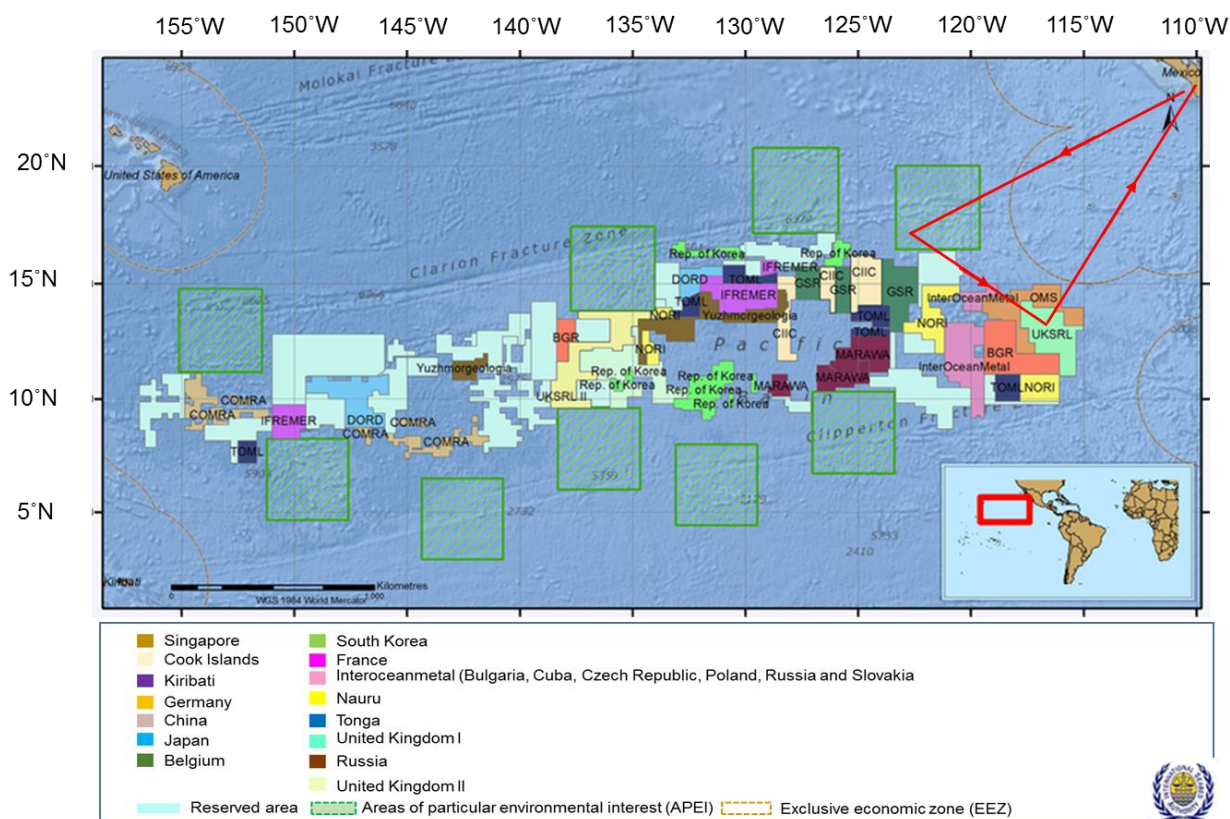 155°W 150°W 145°W 140°W 135°W 130°W 125°W 120°W 115°W 110°W
20°N
15°N
10°N
5°N
Molokai Fracture
Mexico
N
United States of America
Clarion Fracture Zone
Rep. of Korea
Rep. of Korea
IFREMER
DORD
TOML
CIIC
CIIC
GSR
GSR
GSR
IFREMER
TOML
InterOceanMetal
OMS
NORI
Yuzhmorgeologia
TOML
NORI
UKSRL
CIIC
TOML
Pacific
BGR
NORI
MARAWA
BGR
Yuzhmorgeologia
Rep. of Korea
Rep. of Korea
MARAWA
InterOceanMetal
Rep. of Korea
Rep. of Korea
MARAWA
TOML
NORI
UKSRL II
Rep. of Korea
COMRA
COMRA
IFREMER
DORD
COMRA
COMRA
COMRA
TOML
Clipperton Fracture
2732
2410
Kiribati
Kilometres
1,000
WGS 1984 World Mercator
Singapore
Cook Islands
Kiribati
Germany
China
Japan
Belgium
South Korea
France
Interoceanmetal (Bulgaria, Cuba, Czech Republic, Poland, Russia and Slovakia
Nauru
Tonga
United Kingdom I
Russia
United Kingdom II
Reserved area
Areas of particular environmental interest (APEI)
Exclusive economic zone (EEZ)
INTERNATIONAL SEABED AUTHORITY